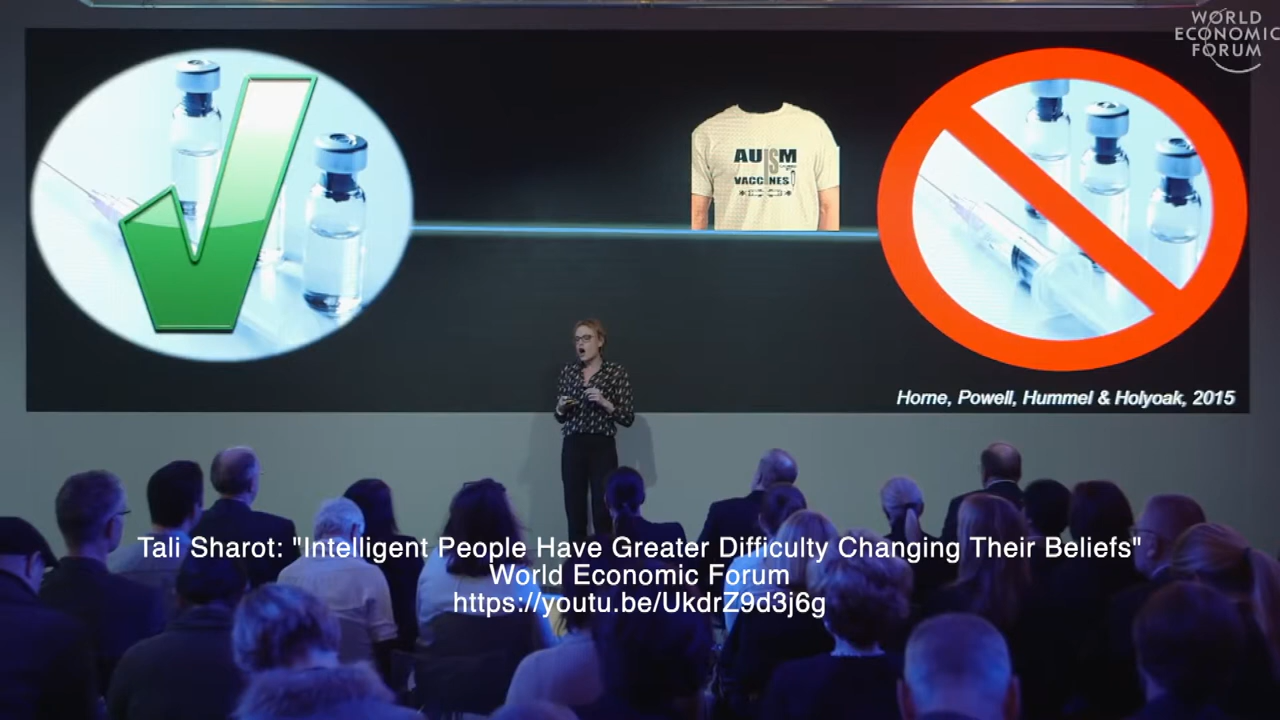 WORLD
ECONOMIC
FORUM
AUISM
VACCINES
Horne, Powell, Hummel & Holyoak, 2015
Tali Sharot: "Intelligent People Have Greater Difficulty Changing Their Beliefs"
World Economic Forum
https://youtu.be/UkdrZ9d3j6g